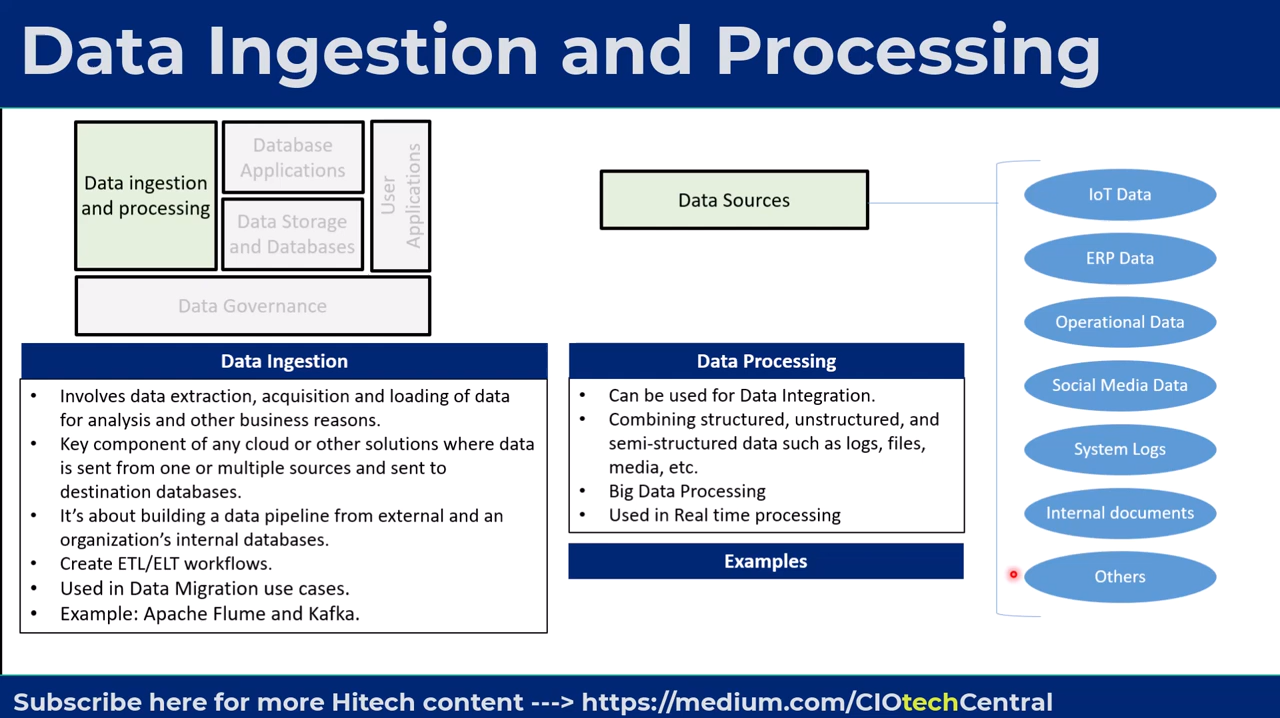 Data Ingestion and Processing
Data ingestion
and processing
Database
Applications
Data Storage
and Databases
User
Applications
Data Governance
Data Sources
IoT Data
ERP Data
Operational Data
Social Media Data
System Logs
Internal documents
Others
Data Ingestion
• Involves data extraction, acquisition and loading of data
for analysis and other business reasons.
• Key component of any cloud or other solutions where data
is sent from one or multiple sources and sent to
destination databases.
• It's about building a data pipeline from external and an
organization's internal databases.
• Create ETL/ELT workflows.
• Used in Data Migration use cases.
• Example: Apache Flume and Kafka.
Data Processing
• Can be used for Data Integration.
• Combining structured, unstructured, and
semi-structured data such as logs, files,
media, etc.
• Big Data Processing
• Used in Real time processing
Examples
Subscribe here for more Hitech content ---> https://medium.com/CIOtechCentral